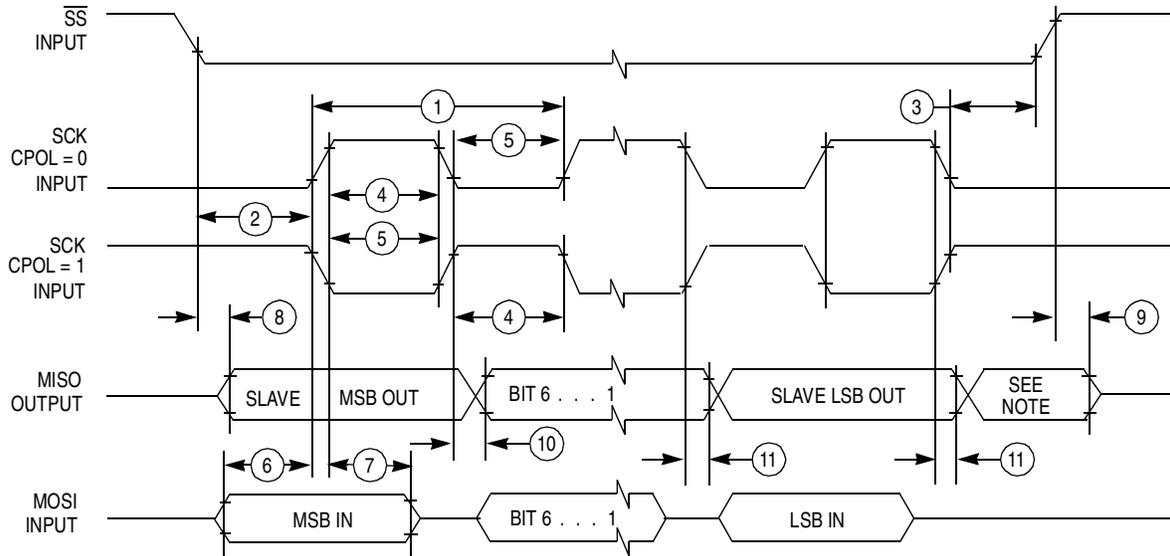 SS
INPUT
1
3
SCK
CPOL = 0
INPUT
5
4
2
SCK
CPOL = 1
INPUT
5
4
8
9
MISO
OUTPUT
SLAVE MSB OUT
BIT 6 . . . 1
SLAVE LSB OUT
SEE
NOTE
10
11
11
6
7
MOSI
INPUT
MSB IN
BIT 6 . . . 1
LSB IN